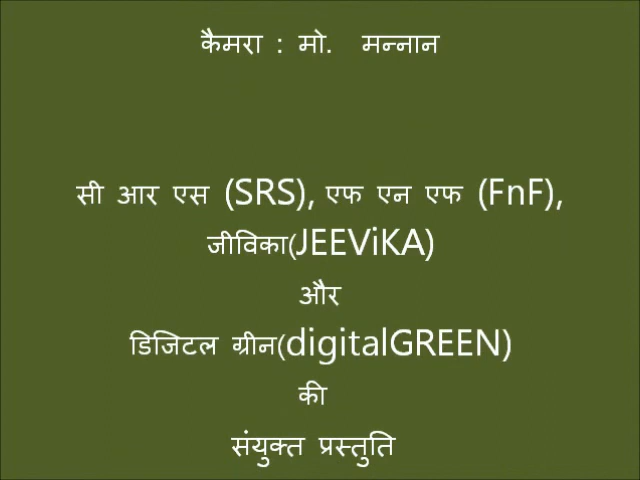 कैमरा : मो. मन्नान
सी आर एस (SRS), एफ एन एफ (FnF),
जीविका(JEEViKA)
और
डिजिटल ग्रीन(digitalGREEN)
की
संयुक्त प्रस्तुति